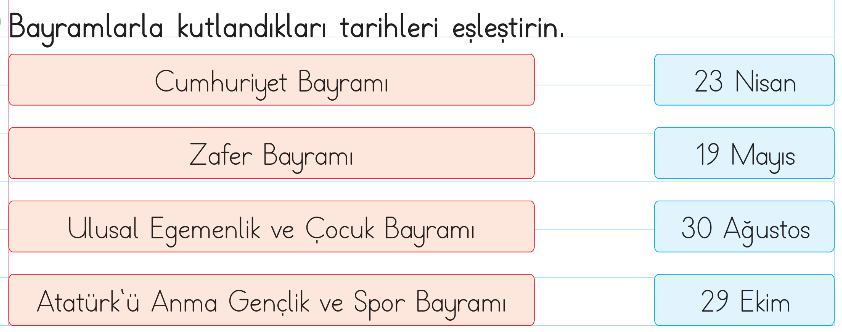 Bayramlarla kutlandıkları tarihleri eşleştirin.
Cumhuriyet Bayramı 23 Nisan
Zafer Bayramı 19 Mayıs
Ulusal Egemenlik ve Çocuk Bayramı 30 Ağustos
Atatürk‛ü Anma Gençlik ve Spor Bayramı 29 Ekim